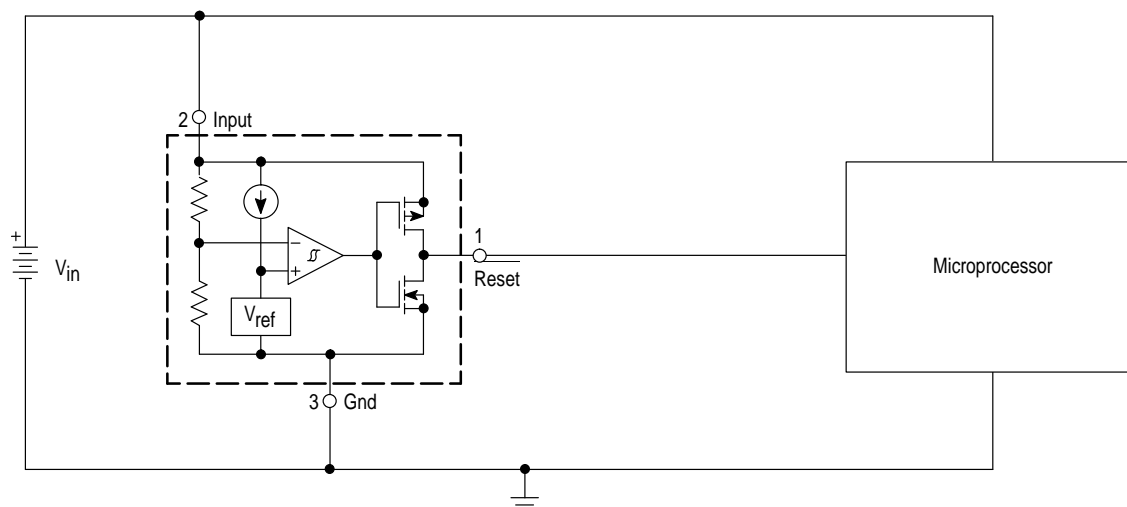 2 Input
1
Reset
+
V_in
−
+
V_ref
Microprocessor
3 Gnd